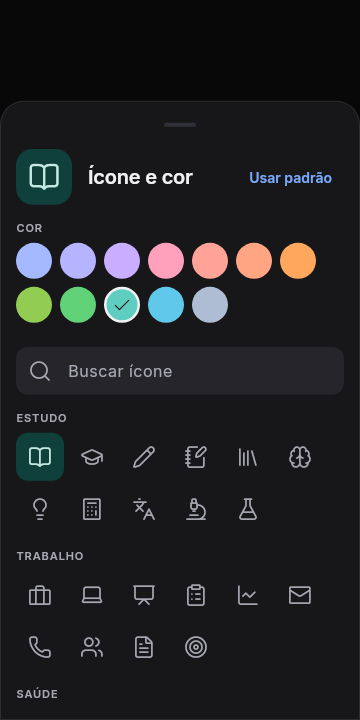 Ícone e cor
Usar padrão
COR
Buscar ícone
ESTUDO
TRABALHO
SAÚDE